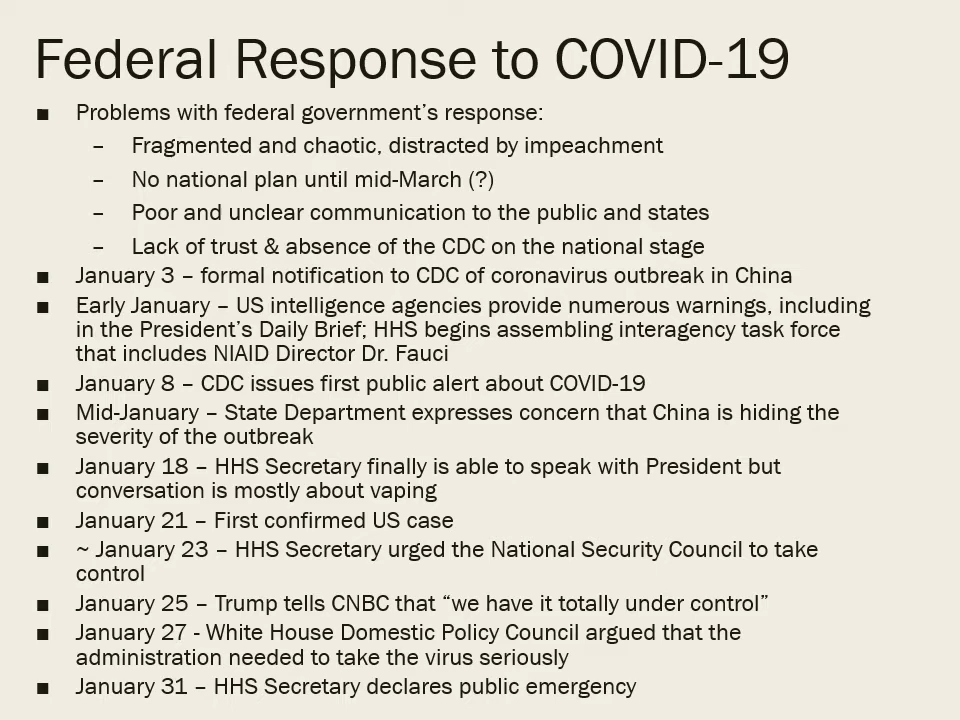 Federal Response to COVID-19
■ Problems with federal government’s response:
– Fragmented and chaotic, distracted by impeachment
– No national plan until mid-March (?)
– Poor and unclear communication to the public and states
– Lack of trust & absence of the CDC on the national stage
■ January 3 – formal notification to CDC of coronavirus outbreak in China
■ Early January – US intelligence agencies provide numerous warnings, including
in the President’s Daily Brief; HHS begins assembling interagency task force
that includes NIAID Director Dr. Fauci
■ January 8 – CDC issues first public alert about COVID-19
■ Mid-January – State Department expresses concern that China is hiding the
severity of the outbreak
■ January 18 – HHS Secretary finally is able to speak with President but
conversation is mostly about vaping
■ January 21 – First confirmed US case
■ ~ January 23 – HHS Secretary urged the National Security Council to take
control
■ January 25 – Trump tells CNBC that “we have it totally under control”
■ January 27 - White House Domestic Policy Council argued that the
administration needed to take the virus seriously
■ January 31 – HHS Secretary declares public emergency